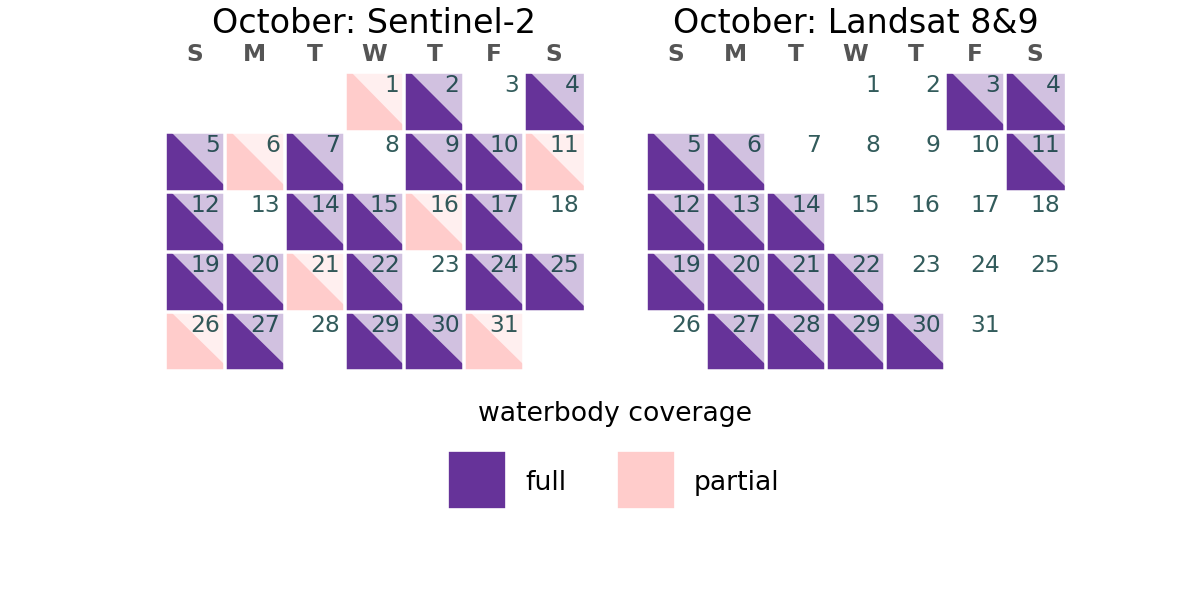 October: Sentinel-2
S M T W T F S
1 2 3 4
5 6 7 8 9 10 11
12 13 14 15 16 17 18
19 20 21 22 23 24 25
26 27 28 29 30 31
October: Landsat 8&9
S M T W T F S
1 2 3 4
5 6 7 8 9 10 11
12 13 14 15 16 17 18
19 20 21 22 23 24 25
26 27 28 29 30 31
waterbody coverage
full partial